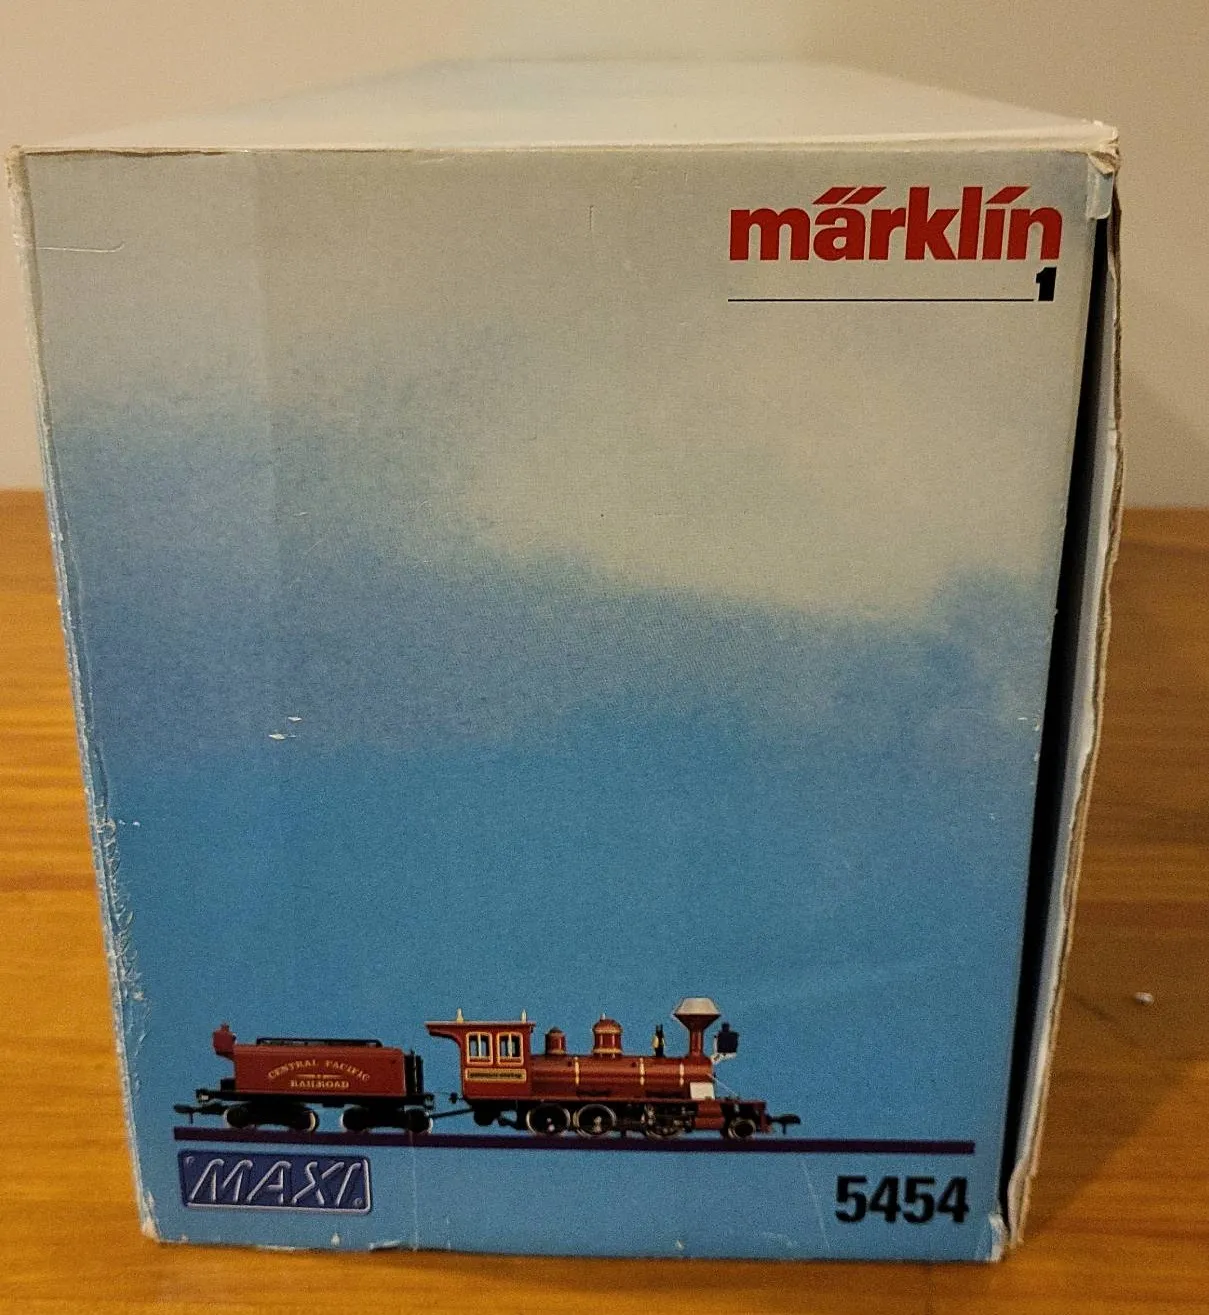 märklin
1
CENTRAL PACIFIC
RAILROAD
MAXI
5454